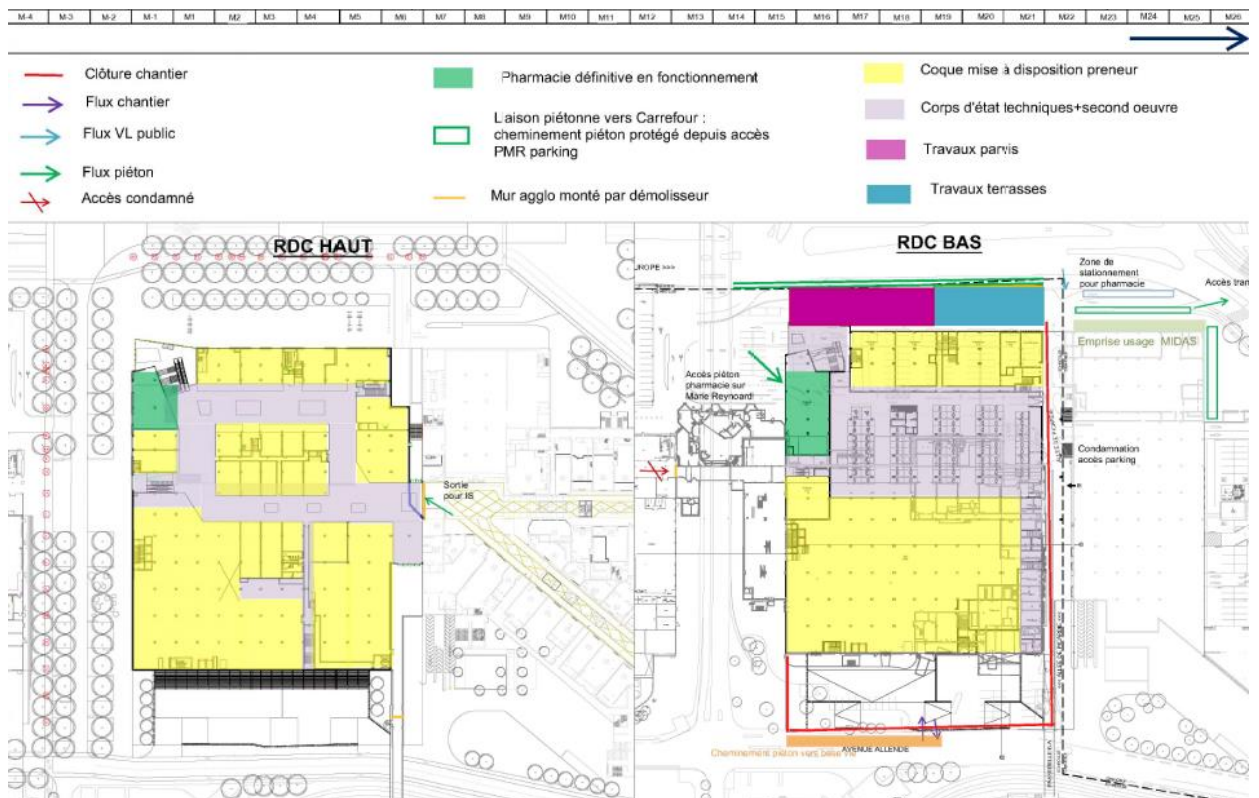 M-4 M-3 M-2 M-1 M1 M2 M3 M4 M5 M6 M7 M8 M9 M10 M11 M12 M13 M14 M15 M16 M17 M18 M19 M20 M21 M22 M23 M24 M25 M26
Clôture chantier
Flux chantier
Flux VL public
Flux piéton
Accès condamné
Pharmacie définitive en fonctionnement
Liaison piétonne vers Carrefour :
cheminement piéton protégé depuis accès
PMR parking
Mur agglo monté par démolisseur
Coque mise à disposition preneur
Corps d'état techniques+second oeuvre
Travaux parvis
Travaux terrasses
RDC HAUT
Sortie
pour IS
RDC BAS
UROPE >>>
Zone de
stationnement
pour pharmacie
Accès tram
Emprise usage MIDAS
Accès piéton
pharmacie sur
Marie Reynoard
Condamnation
accès parking
Cheminement piéton vers base vie
AVENUE ALLENDE